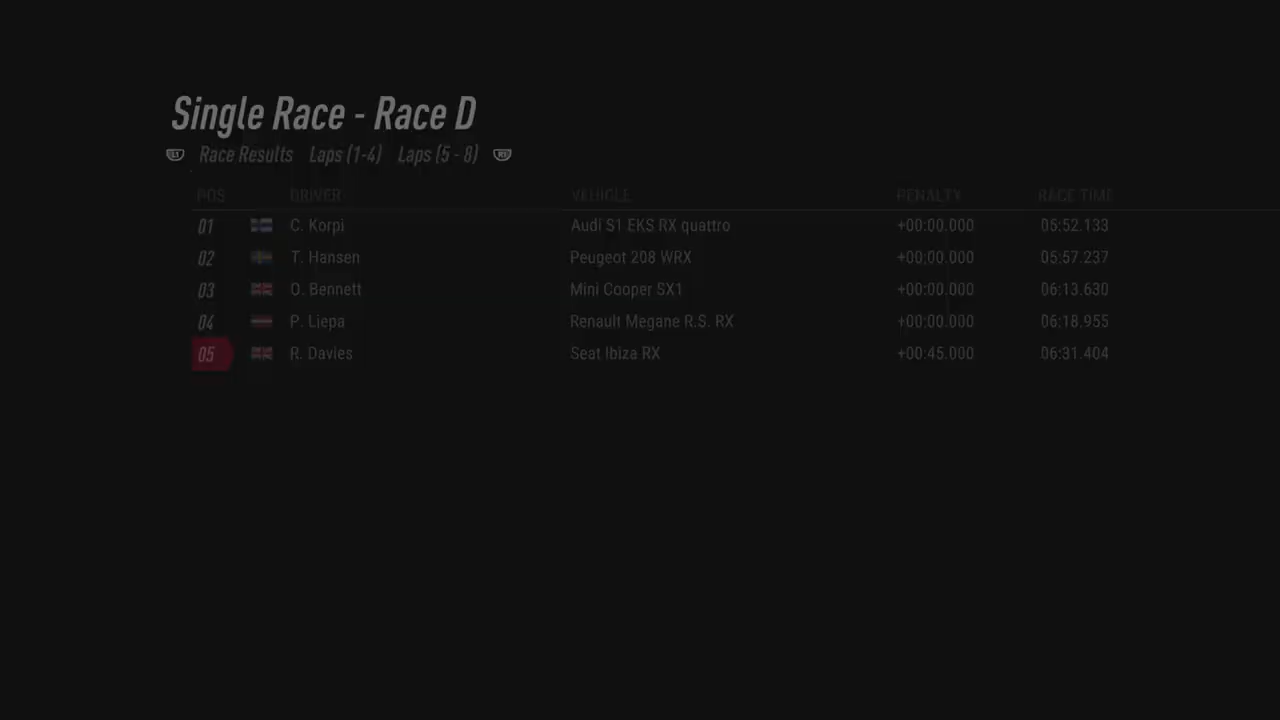 Single Race - Race D
L1 Race Results Laps (1-4) Laps (5 - 8) R1
POS DRIVER VEHICLE PENALTY RACE TIME
01 C. Korpi Audi S1 EKS RX quattro +00:00.000 05:52.133
02 T. Hansen Peugeot 208 WRX +00:00.000 05:57.237
03 O. Bennett Mini Cooper SX1 +00:00.000 06:13.630
04 P. Liepa Renault Megane R.S. RX +00:00.000 06:18.955
05 R. Davies Seat Ibiza RX +00:45.000 06:31.404